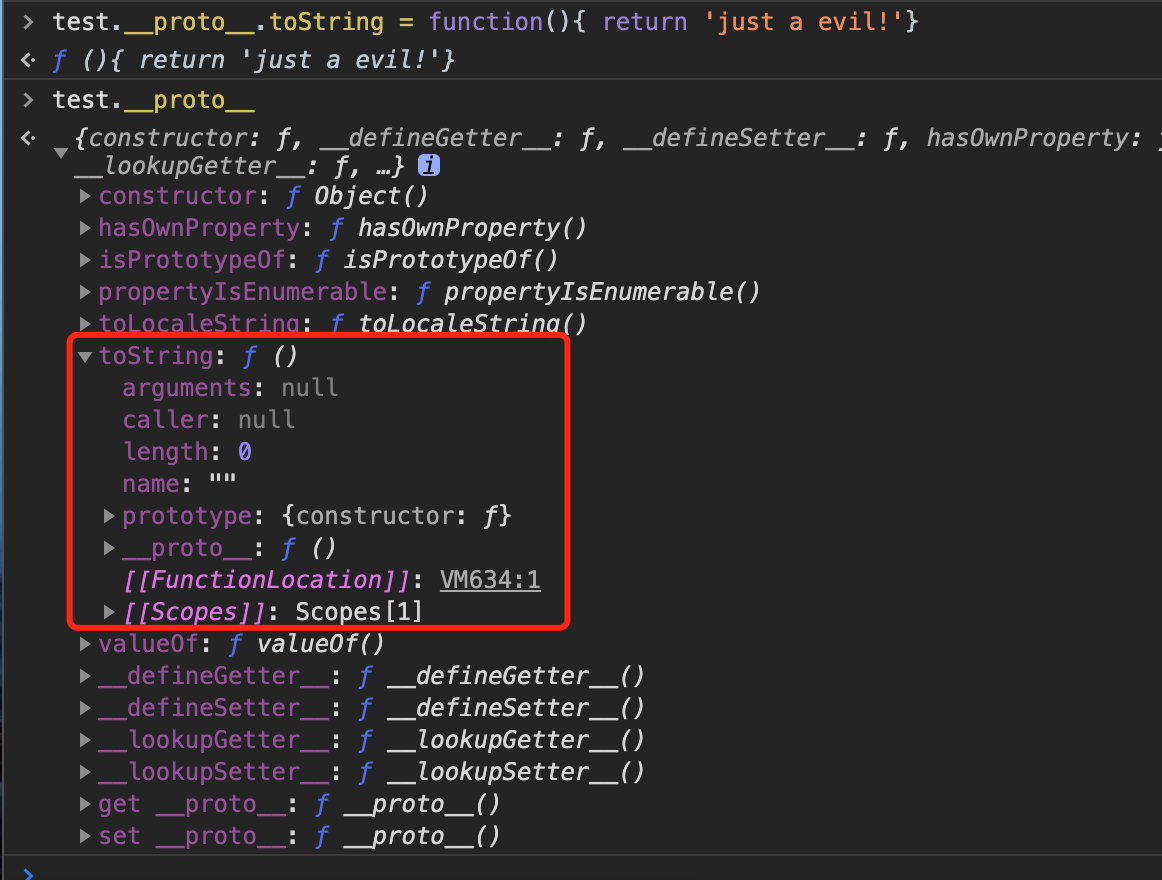 > test.__proto__.toString = function(){ return 'just a evil!'}
ƒ (){ return 'just a evil!'}
> test.__proto__
{constructor: ƒ, __defineGetter__: ƒ, __defineSetter__: ƒ, hasOwnProperty:
__lookupGetter__: ƒ, …} i
constructor: ƒ Object()
hasOwnProperty: ƒ hasOwnProperty()
isPrototypeOf: ƒ isPrototypeOf()
propertyIsEnumerable: ƒ propertyIsEnumerable()
toLocaleString: ƒ toLocaleString()
toString: ƒ ()
arguments: null
caller: null
length: 0
name: ""
prototype: {constructor: ƒ}
__proto__: ƒ ()
[[FunctionLocation]]: VM634:1
[[Scopes]]: Scopes[1]
valueOf: ƒ valueOf()
__defineGetter__: ƒ __defineGetter__()
__defineSetter__: ƒ __defineSetter__()
__lookupGetter__: ƒ __lookupGetter__()
__lookupSetter__: ƒ __lookupSetter__()
get __proto__: ƒ __proto__()
set __proto__: ƒ __proto__()
>